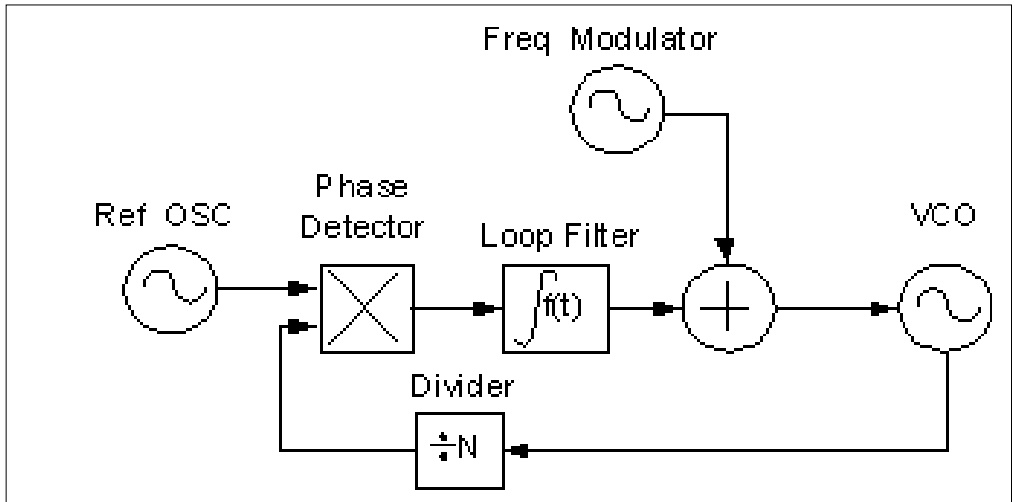 Freq Modulator
Phase
Detector
Ref OSC
Loop Filter
VCO
∫f(t)
+
Divider
÷N